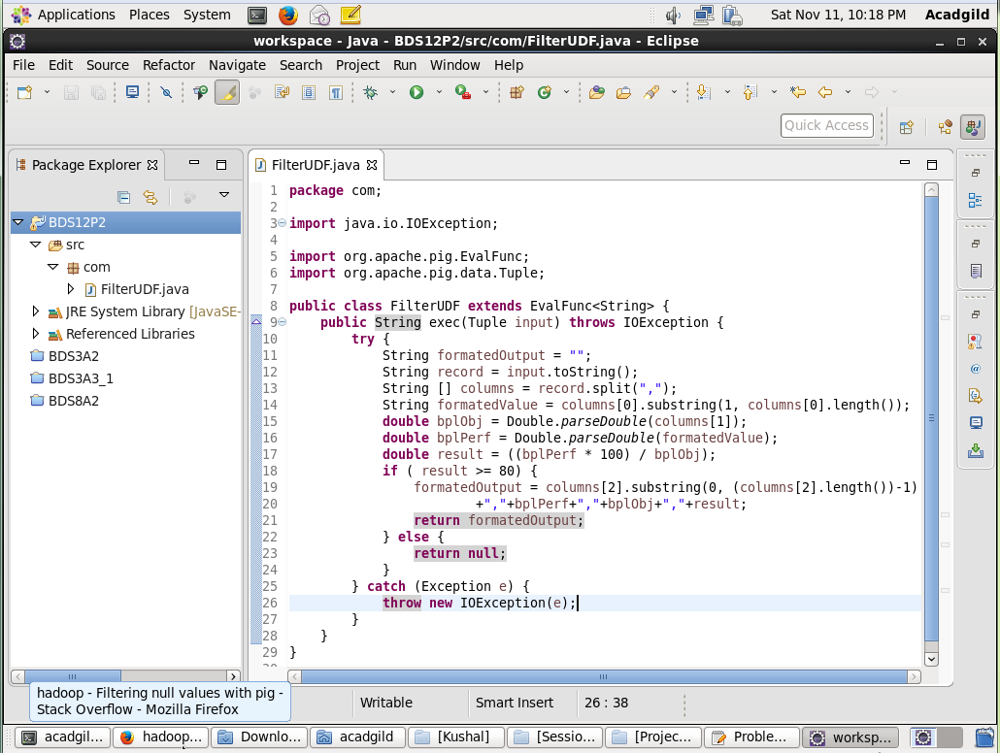 Applications Places System Sat Nov 11, 10:18 PM Acadgild
workspace - Java - BDS12P2/src/com/FilterUDF.java - Eclipse
File Edit Source Refactor Navigate Search Project Run Window Help
Quick Access
Package Explorer
BDS12P2
src
com
FilterUDF.java
JRE System Library [JavaSE-
Referenced Libraries
BDS3A2
BDS3A3_1
BDS8A2
FilterUDF.java
1 package com;
2
3 import java.io.IOException;
4
5 import org.apache.pig.EvalFunc;
6 import org.apache.pig.data.Tuple;
7
8 public class FilterUDF extends EvalFunc<String> {
9 public String exec(Tuple input) throws IOException {
10 try {
11 String formatedOutput = "";
12 String record = input.toString();
13 String [] columns = record.split(",");
14 String formatedValue = columns[0].substring(1, columns[0].length());
15 double bplObj = Double.parseDouble(columns[1]);
16 double bplPerf = Double.parseDouble(formatedValue);
17 double result = ((bplPerf * 100) / bplObj);
18 if ( result >= 80) {
19 formatedOutput = columns[2].substring(0, (columns[2].length())-1)
20 +","+bplPerf+","+bplObj+","+result;
21 return formatedOutput;
22 } else {
23 return null;
24 }
25 } catch (Exception e) {
26 throw new IOException(e);
27 }
28 }
29 }
hadoop - Filtering null values with pig -
Stack Overflow - Mozilla Firefox
Writable Smart Insert 26 : 38
acadgil... hadoop... Downlo... acadgild [Kushal] [Sessio... [Projec... Proble... worksp...